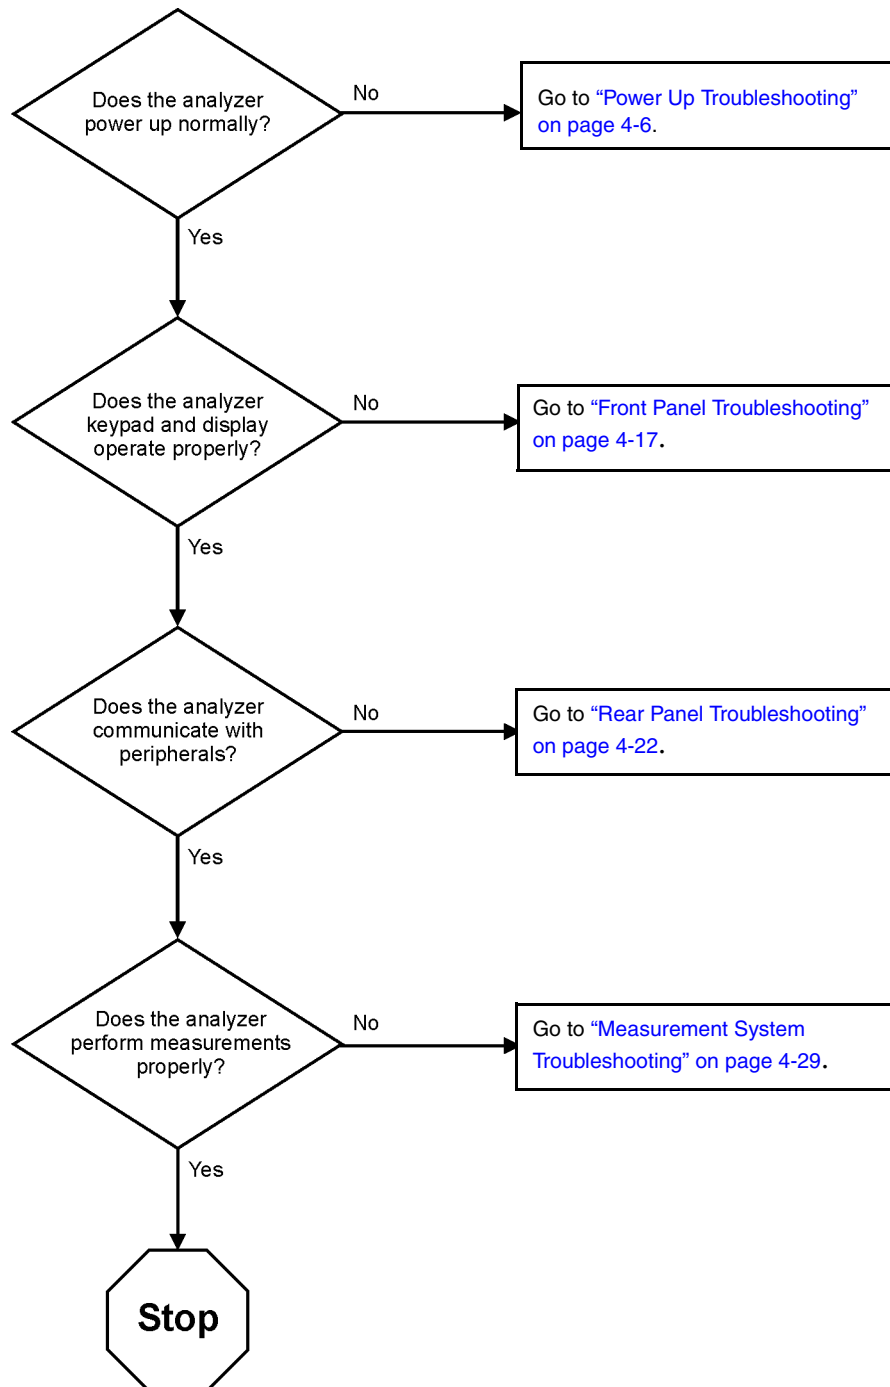 Does the analyzer
power up normally?
No
Go to “Power Up Troubleshooting”
on page 4-6.
Yes
Does the analyzer
keypad and display
operate properly?
No
Go to “Front Panel Troubleshooting”
on page 4-17.
Yes
Does the analyzer
communicate with
peripherals?
No
Go to “Rear Panel Troubleshooting”
on page 4-22.
Yes
Does the analyzer
perform measurements
properly?
No
Go to “Measurement System
Troubleshooting” on page 4-29.
Yes
Stop